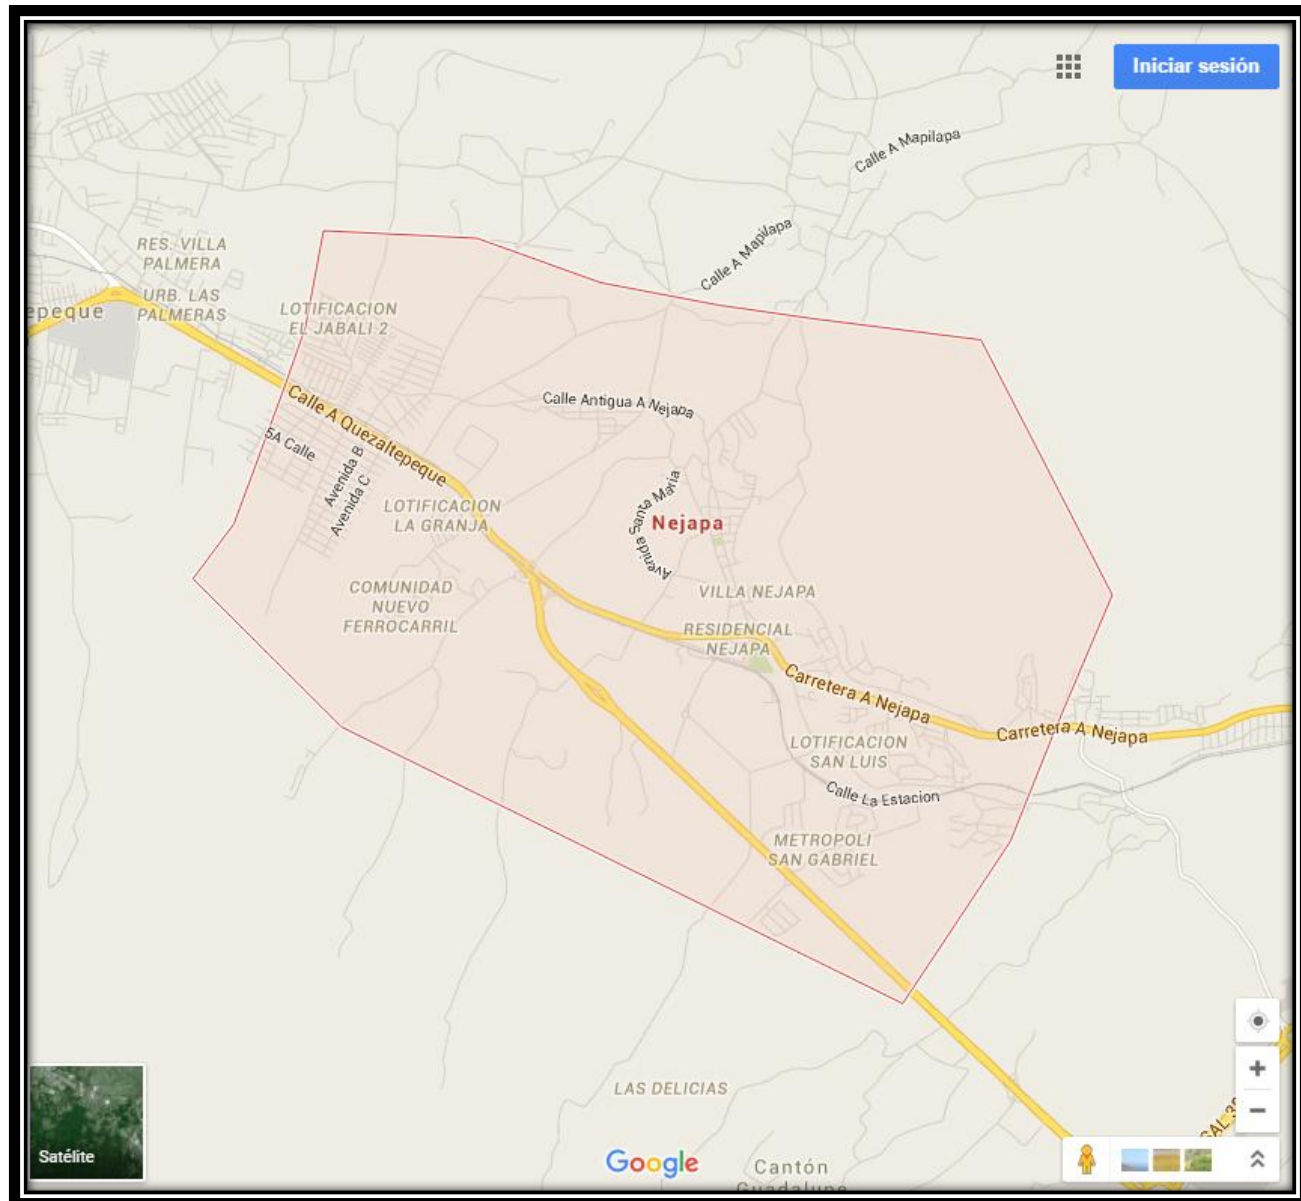 Iniciar sesión
Calle A Mapilapa
Calle A Mapilapa
RES. VILLA
PALMERA
URB. LAS
PALMERAS
epeque
LOTIFICACION
EL JABALI 2
Calle A Quezaltepeque
Calle Antigua A Nejapa
5A Calle
Avenida B
Avenida C
LOTIFICACION
LA GRANJA
Avenida Santa Maria
Nejapa
COMUNIDAD
NUEVO
FERROCARRIL
VILLA NEJAPA
RESIDENCIAL
NEJAPA
Carretera A Nejapa
Carretera A Nejapa
LOTIFICACION
SAN LUIS
Calle La Estacion
METROPOLI
SAN GABRIEL
LAS DELICIAS
Satélite
Google
Cantón
Guadalupe